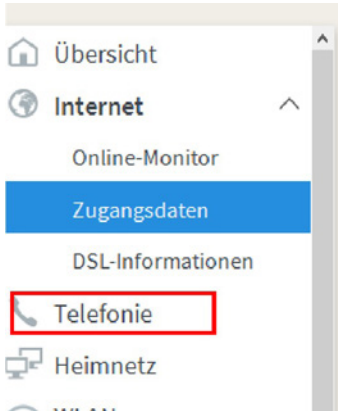 Übersicht
Internet
Online-Monitor
Zugangsdaten
DSL-Informationen
Telefonie
Heimnetz